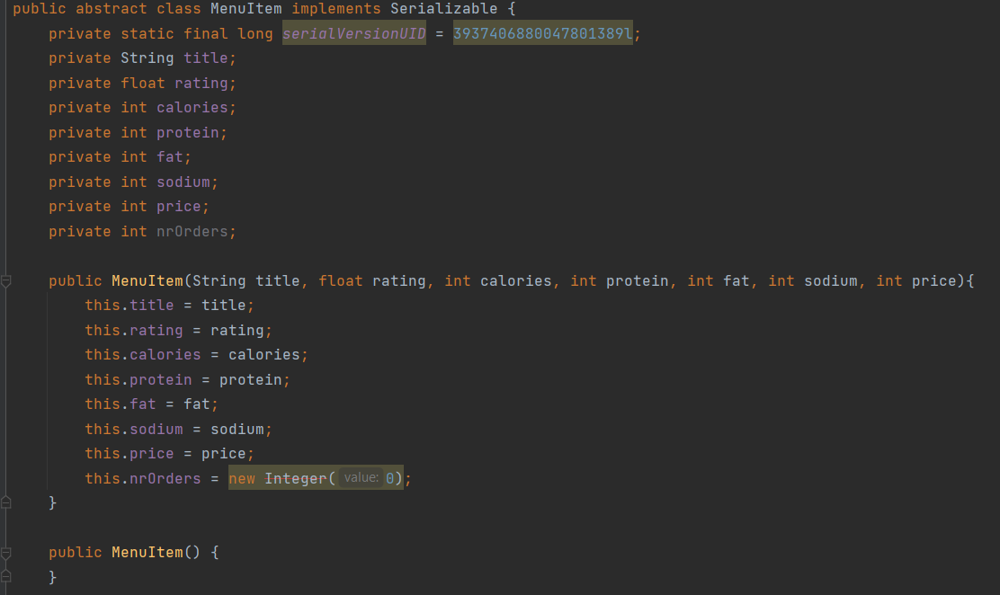 public abstract class MenuItem implements Serializable {
    private static final long serialVersionUID = 3937406880047801389l;
    private String title;
    private float rating;
    private int calories;
    private int protein;
    private int fat;
    private int sodium;
    private int price;
    private int nrOrders;
    public MenuItem(String title, float rating, int calories, int protein, int fat, int sodium, int price){
        this.title = title;
        this.rating = rating;
        this.calories = calories;
        this.protein = protein;
        this.fat = fat;
        this.sodium = sodium;
        this.price = price;
        this.nrOrders = new Integer( value: 0);
    }
    public MenuItem() {
    }